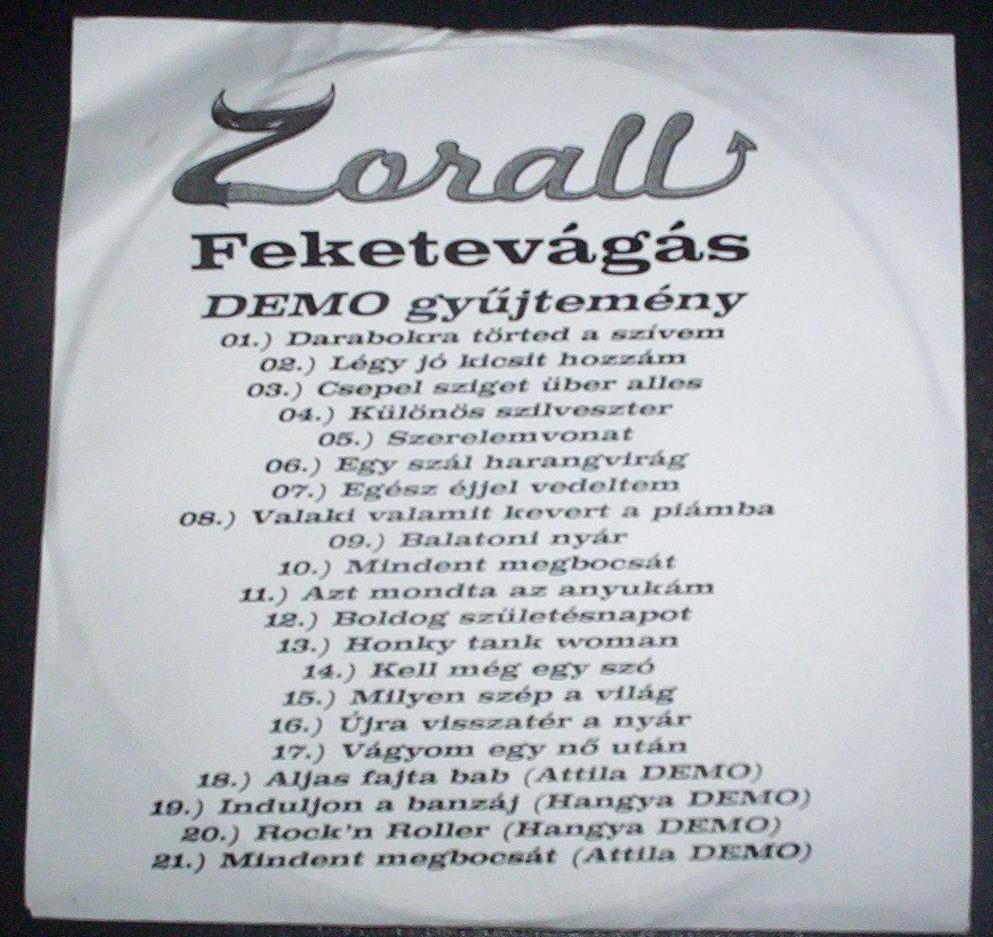 Zorall
Feketevágás
DEMO gyűjtemény
01.) Darabokra törted a szívem
02.) Légy jó kicsit hozzám
03.) Csepel sziget über alles
04.) Különös szilveszter
05.) Szerelemvonat
06.) Egy szál harangvirág
07.) Egész éjjel vedeltem
08.) Valaki valamit kevert a piámba
09.) Balatoni nyár
10.) Mindent megbocsát
11.) Azt mondta az anyukám
12.) Boldog születésnapot
13.) Honky tank woman
14.) Kell még egy szó
15.) Milyen szép a világ
16.) Újra visszatér a nyár
17.) Vágyom egy nő után
18.) Aljas fajta bab (Attila DEMO)
19.) Induljon a banzáj (Hangya DEMO)
20.) Rock'n Roller (Hangya DEMO)
21.) Mindent megbocsát (Attila DEMO)